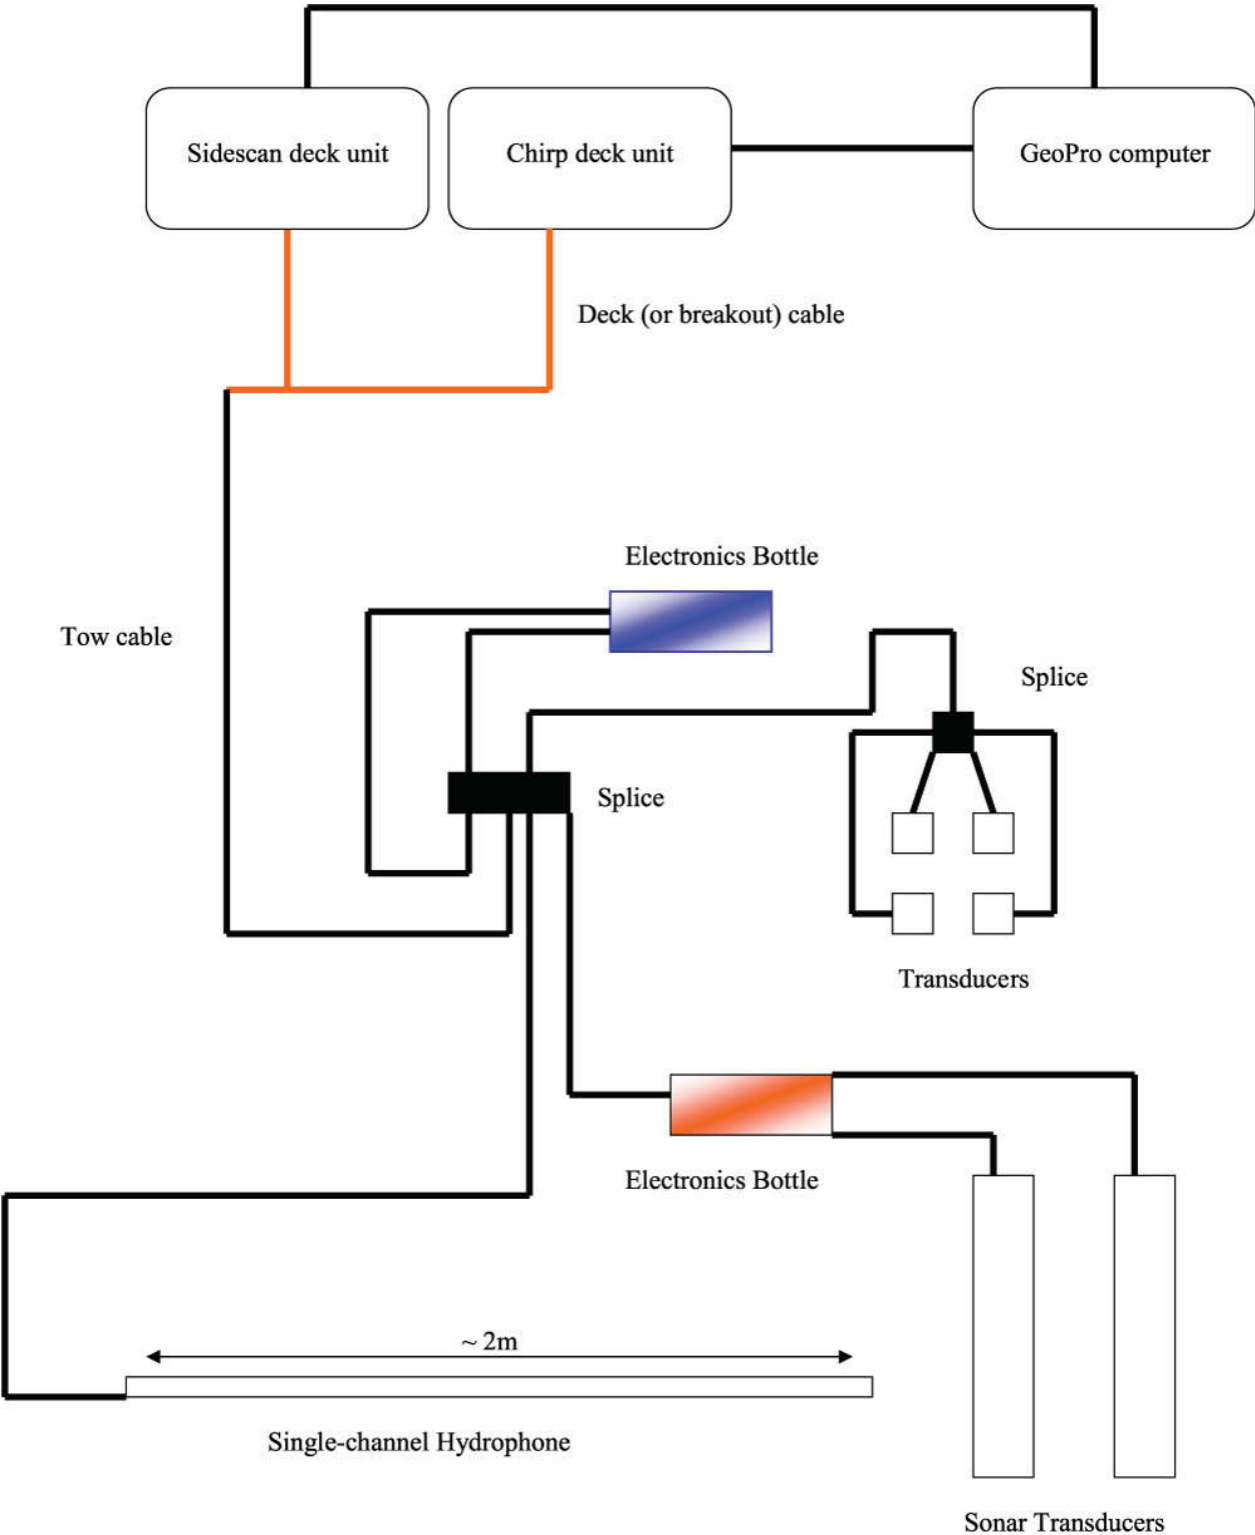 Sidescan deck unit
Chirp deck unit
GeoPro computer
Deck (or breakout) cable
Electronics Bottle
Tow cable
Splice
Splice
Transducers
Electronics Bottle
~ 2m
Single-channel Hydrophone
Sonar Transducers